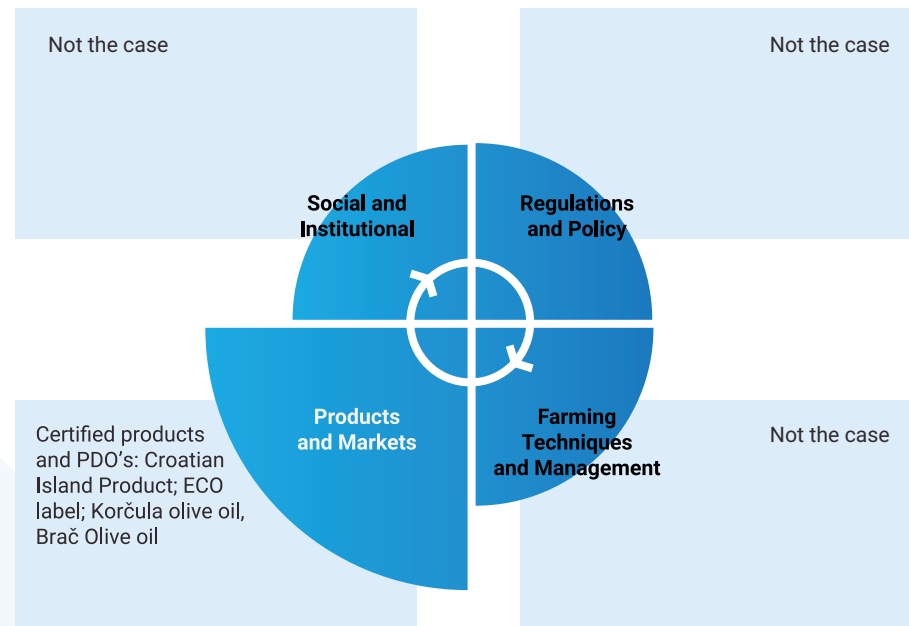 Not the case
Not the case
Social and
Institutional
Regulations
and Policy
Products
and Markets
Farming
Techniques
and Management
Certified products
and PDO's: Croatian
Island Product; ECO
label; Korčula olive oil,
Brač Olive oil
Not the case